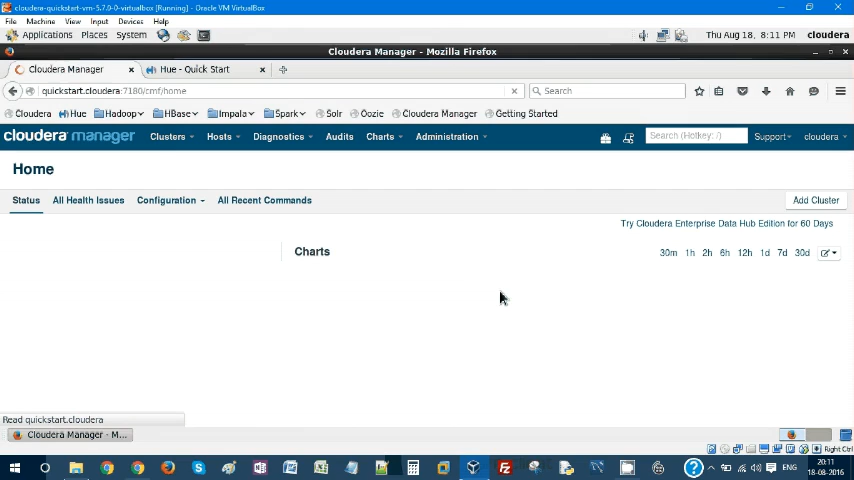 cloudera-quickstart-vm-5.7.0-0-virtualbox [Running] - Oracle VM VirtualBox
File Machine View Input Devices Help
Applications Places System Thu Aug 18, 8:11 PM cloudera
Cloudera Manager - Mozilla Firefox
Cloudera Manager Hue - Quick Start
quickstart.cloudera:7180/cmf/home Search
Cloudera Hue Hadoop HBase Impala Spark Solr Oozie Cloudera Manager Getting Started
cloudera manager Clusters Hosts Diagnostics Audits Charts Administration Search (Hotkey: /) Support cloudera
Home
Status All Health Issues Configuration All Recent Commands Add Cluster
Try Cloudera Enterprise Data Hub Edition for 60 Days
Charts 30m 1h 2h 6h 12h 1d 7d 30d
Read quickstart.cloudera
Cloudera Manager - M...
Right Ctrl
ENG 20:11
18-08-2016